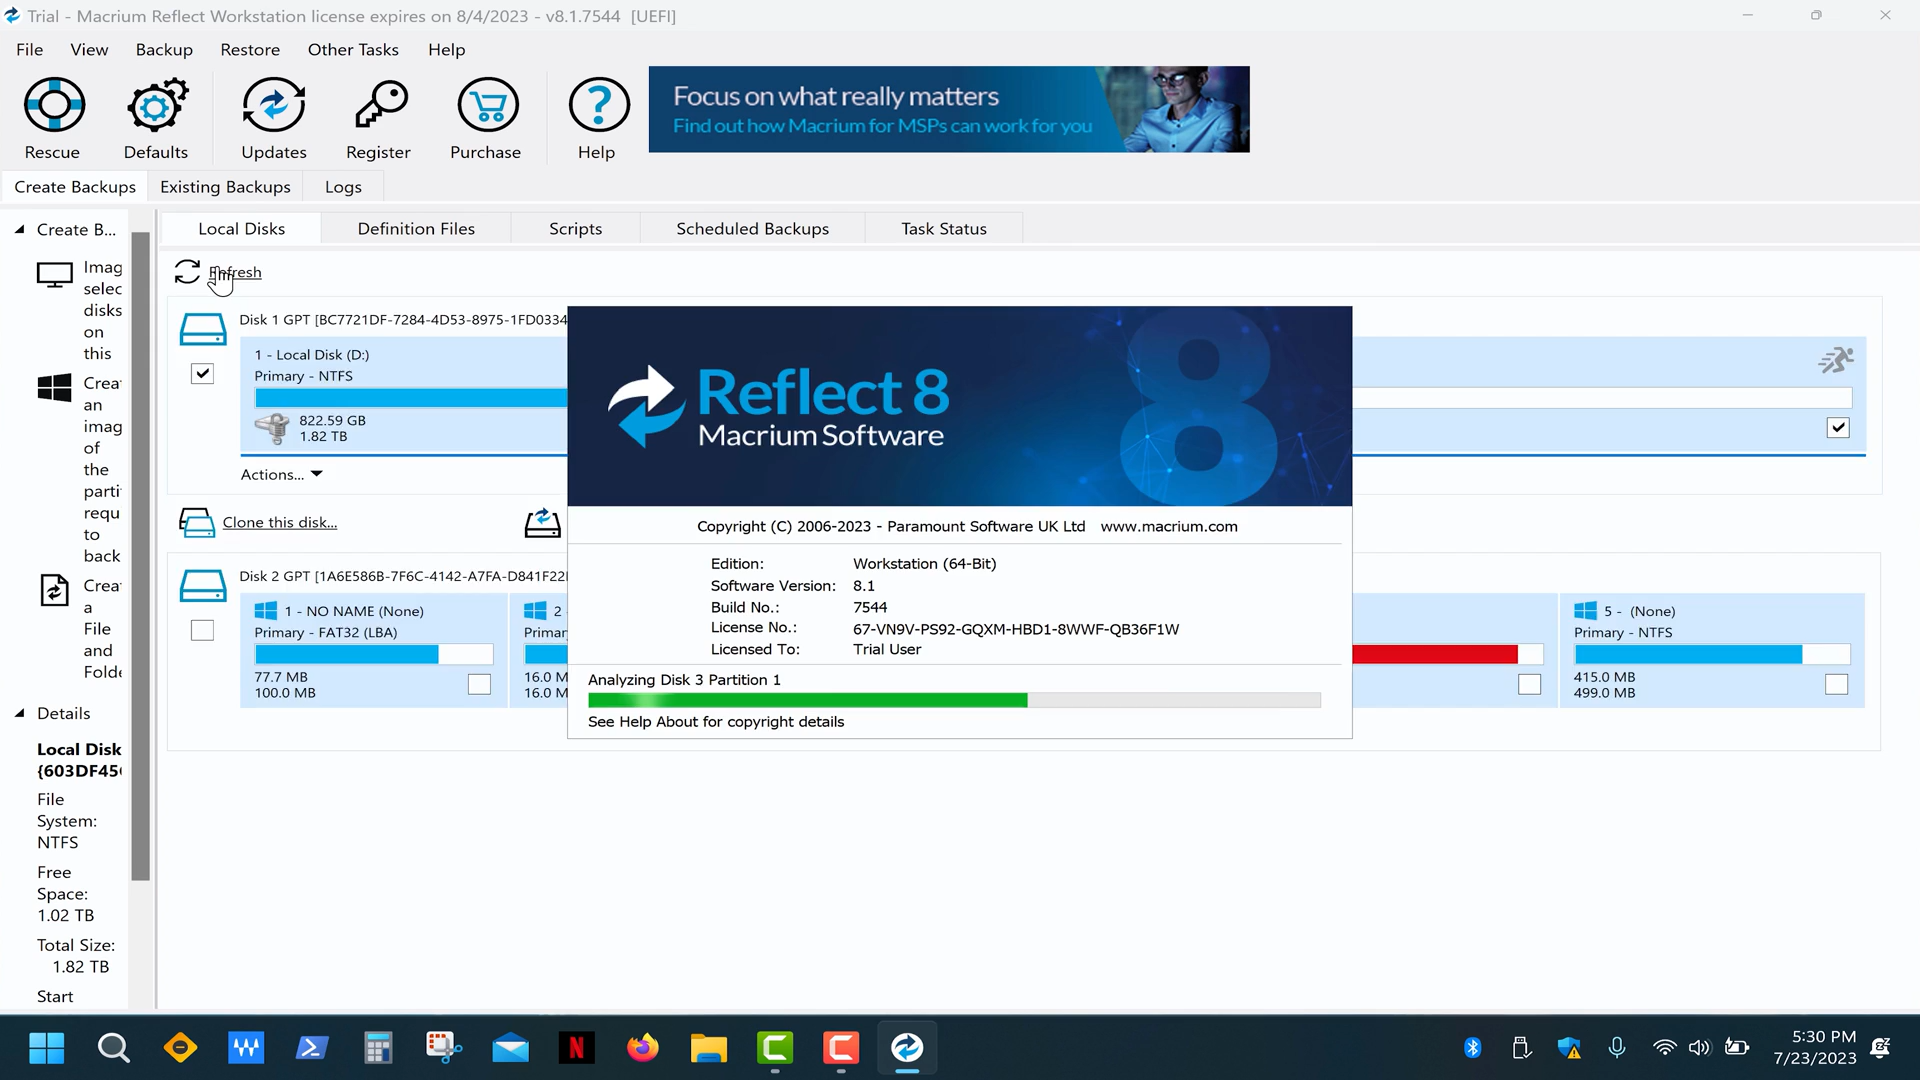 Trial - Macrium Reflect Workstation license expires on 8/4/2023 - v8.1.7544 [UEFI]
File View Backup Restore Other Tasks Help
Focus on what really matters
Find out how Macrium for MSPs can work for you
Rescue Defaults Updates Register Purchase Help
Create Backups Existing Backups Logs
Create B...
Local Disks Definition Files Scripts Scheduled Backups Task Status
Imag
selec
disks
on
this
Crea
an
imag
of
the
parti
requ
to
back
Crea
a
File
and
Folde
Details
Local Disk
{603DF45
File
System:
NTFS
Free
Space:
1.02 TB
Total Size:
1.82 TB
Start
Refresh
Disk 1 GPT [BC7721DF-7284-4D53-8975-1FD0334
1 - Local Disk (D:)
Primary - NTFS
822.59 GB
1.82 TB
Actions...
Clone this disk...
Disk 2 GPT [1A6E586B-7F6C-4142-A7FA-D841F22
1 - NO NAME (None)
Primary - FAT32 (LBA)
77.7 MB
100.0 MB
2
Primar
16.0 M
16.0 M
5 - (None)
Primary - NTFS
415.0 MB
499.0 MB
8
Reflect 8
Macrium Software
Copyright (C) 2006-2023 - Paramount Software UK Ltd www.macrium.com
Edition: Workstation (64-Bit)
Software Version: 8.1
Build No.: 7544
License No.: 67-VN9V-PS92-GQXM-HBD1-8WWF-QB36F1W
Licensed To: Trial User
Analyzing Disk 3 Partition 1
See Help About for copyright details
5:30 PM
7/23/2023